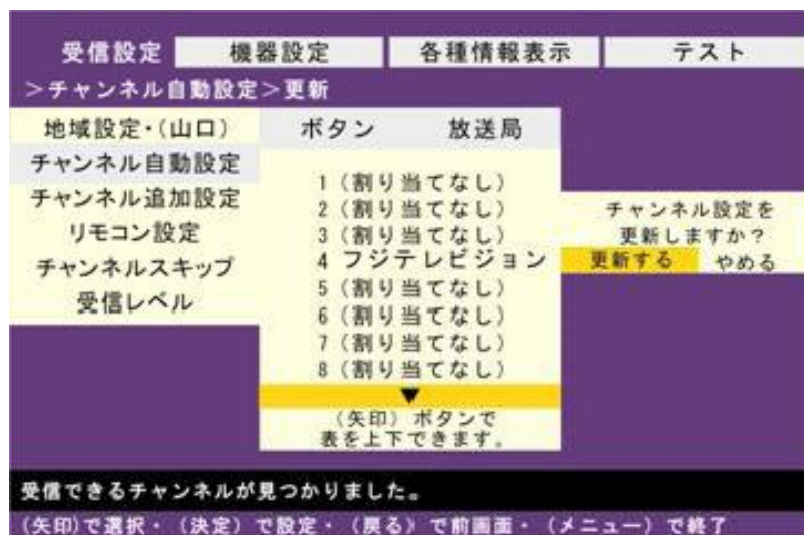 受信設定 機器設定 各種情報表示 テスト
>チャンネル自動設定>更新
地域設定・(山口)
チャンネル自動設定
チャンネル追加設定
リモコン設定
チャンネルスキップ
受信レベル
ボタン 放送局
1(割り当てなし)
2(割り当てなし)
3(割り当てなし)
4 フジテレビジョン
5(割り当てなし)
6(割り当てなし)
7(割り当てなし)
8(割り当てなし)
▼
(矢印)ボタンで
表を上下できます。
チャンネル設定を
更新しますか?
更新する やめる
受信できるチャンネルが見つかりました。
(矢印)で選択・(決定)で設定・(戻る)で前画面・(メニュー)で終了